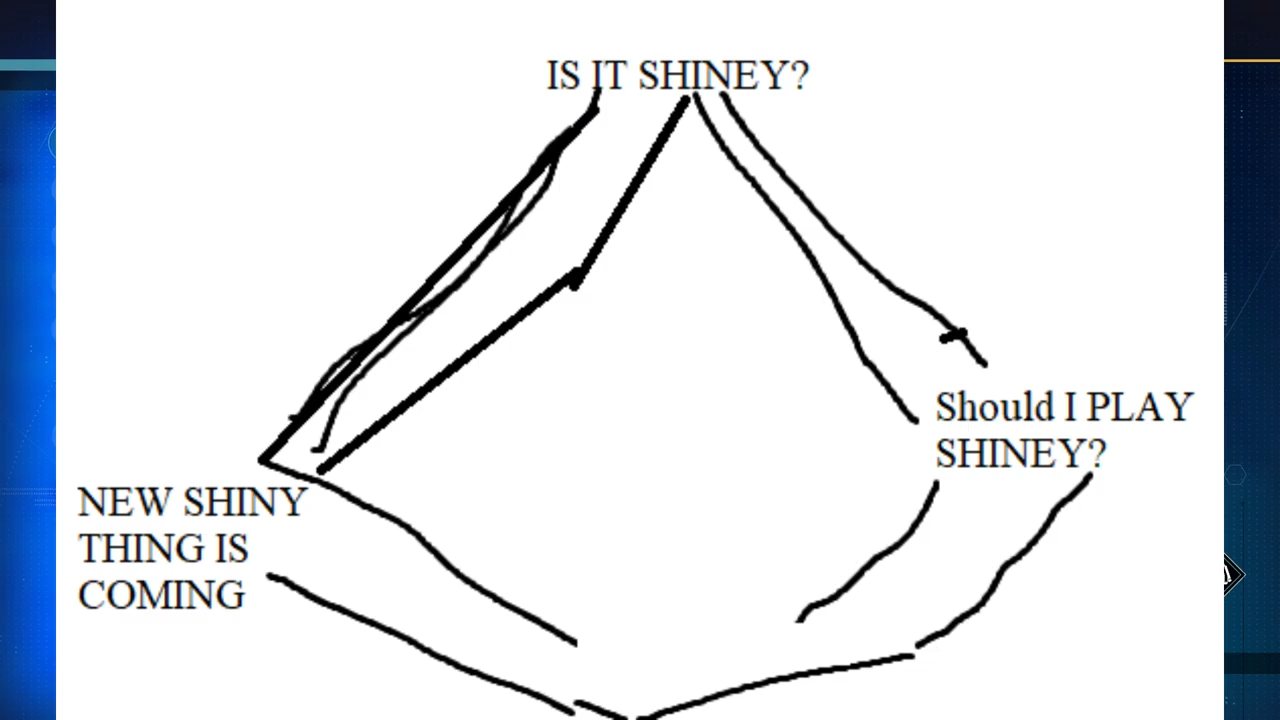 IS IT SHINEY?
Should I PLAY
SHINEY?
NEW SHINY
THING IS
COMING